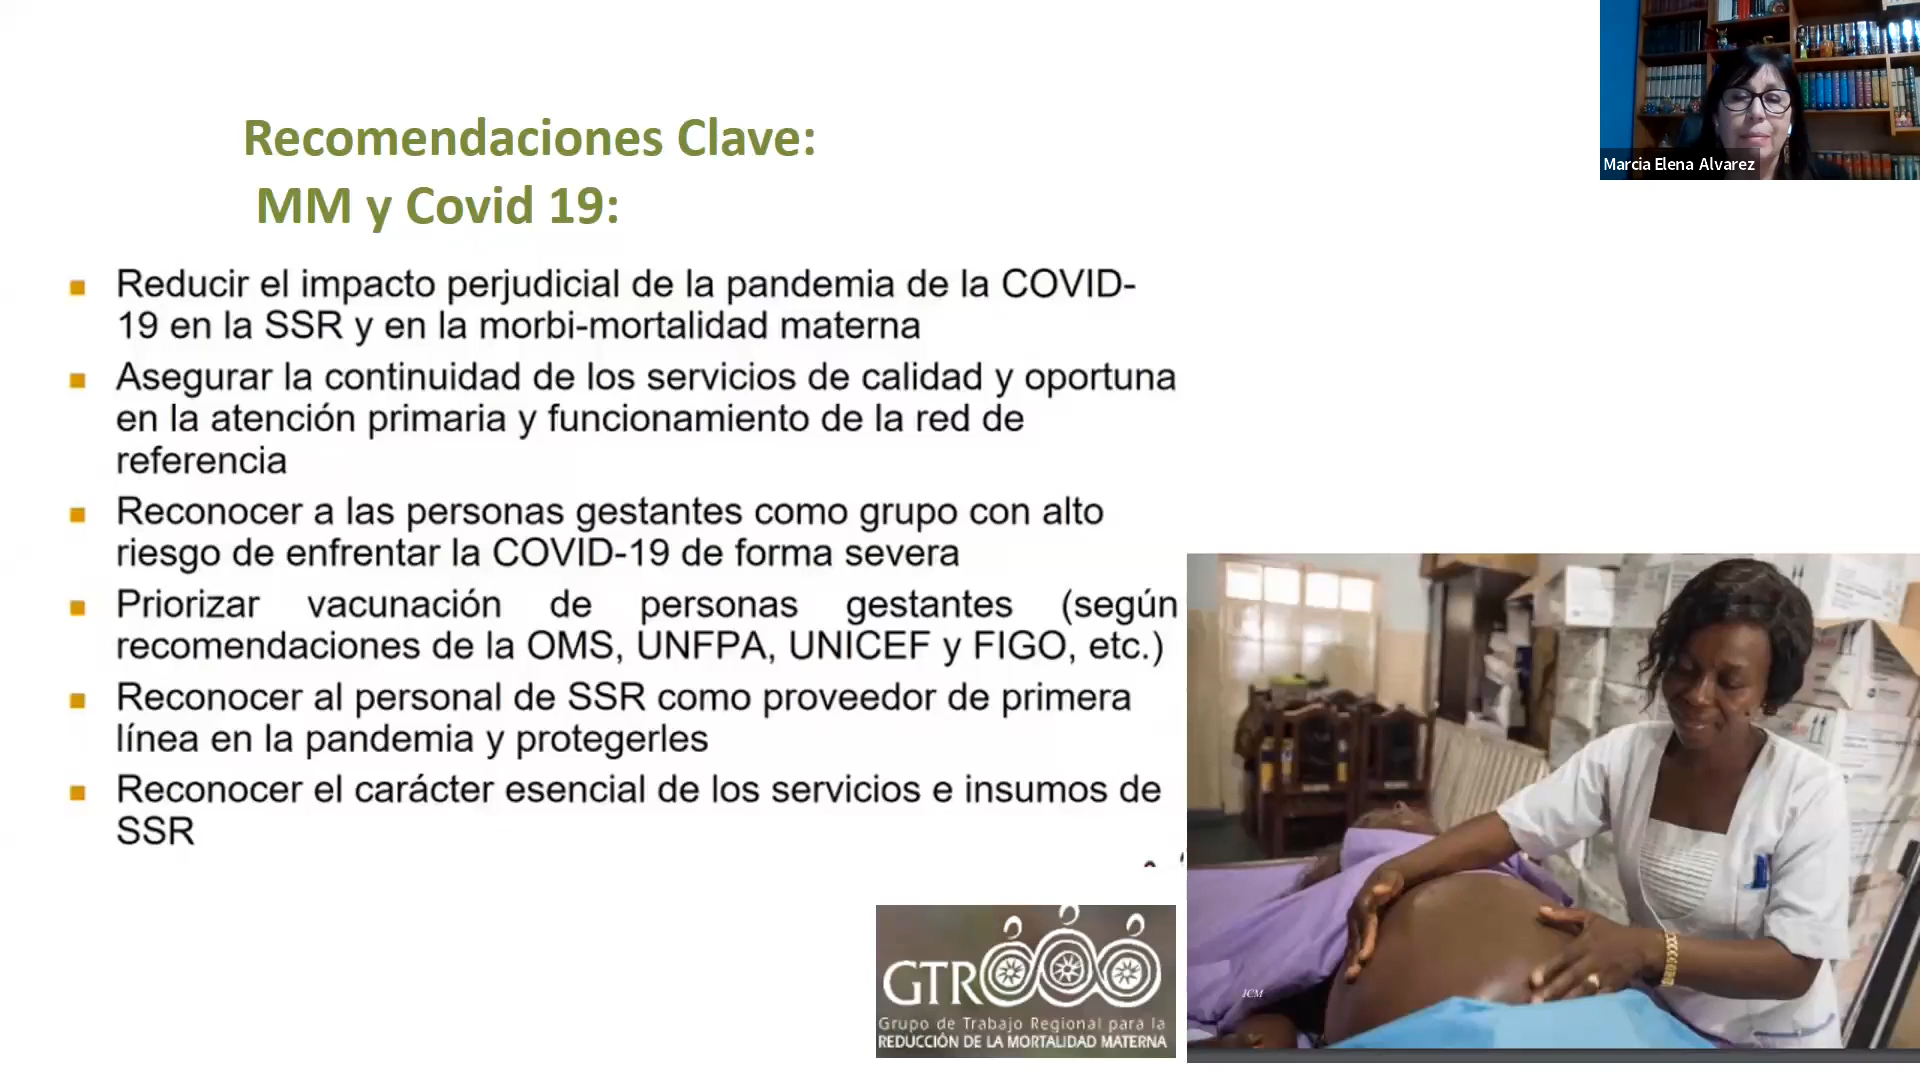 Recomendaciones Clave:
MM y Covid 19:
Reducir el impacto perjudicial de la pandemia de la COVID-
19 en la SSR y en la morbi-mortalidad materna
Asegurar la continuidad de los servicios de calidad y oportuna
en la atención primaria y funcionamiento de la red de
referencia
Reconocer a las personas gestantes como grupo con alto
riesgo de enfrentar la COVID-19 de forma severa
Priorizar vacunación de personas gestantes (según
recomendaciones de la OMS, UNFPA, UNICEF y FIGO, etc.)
Reconocer al personal de SSR como proveedor de primera
línea en la pandemia y protegerles
Reconocer el carácter esencial de los servicios e insumos de
SSR
Marcia Elena Alvarez
GTR
Grupo de Trabajo Regional para la
REDUCCIÓN DE LA MORTALIDAD MATERNA
ICM